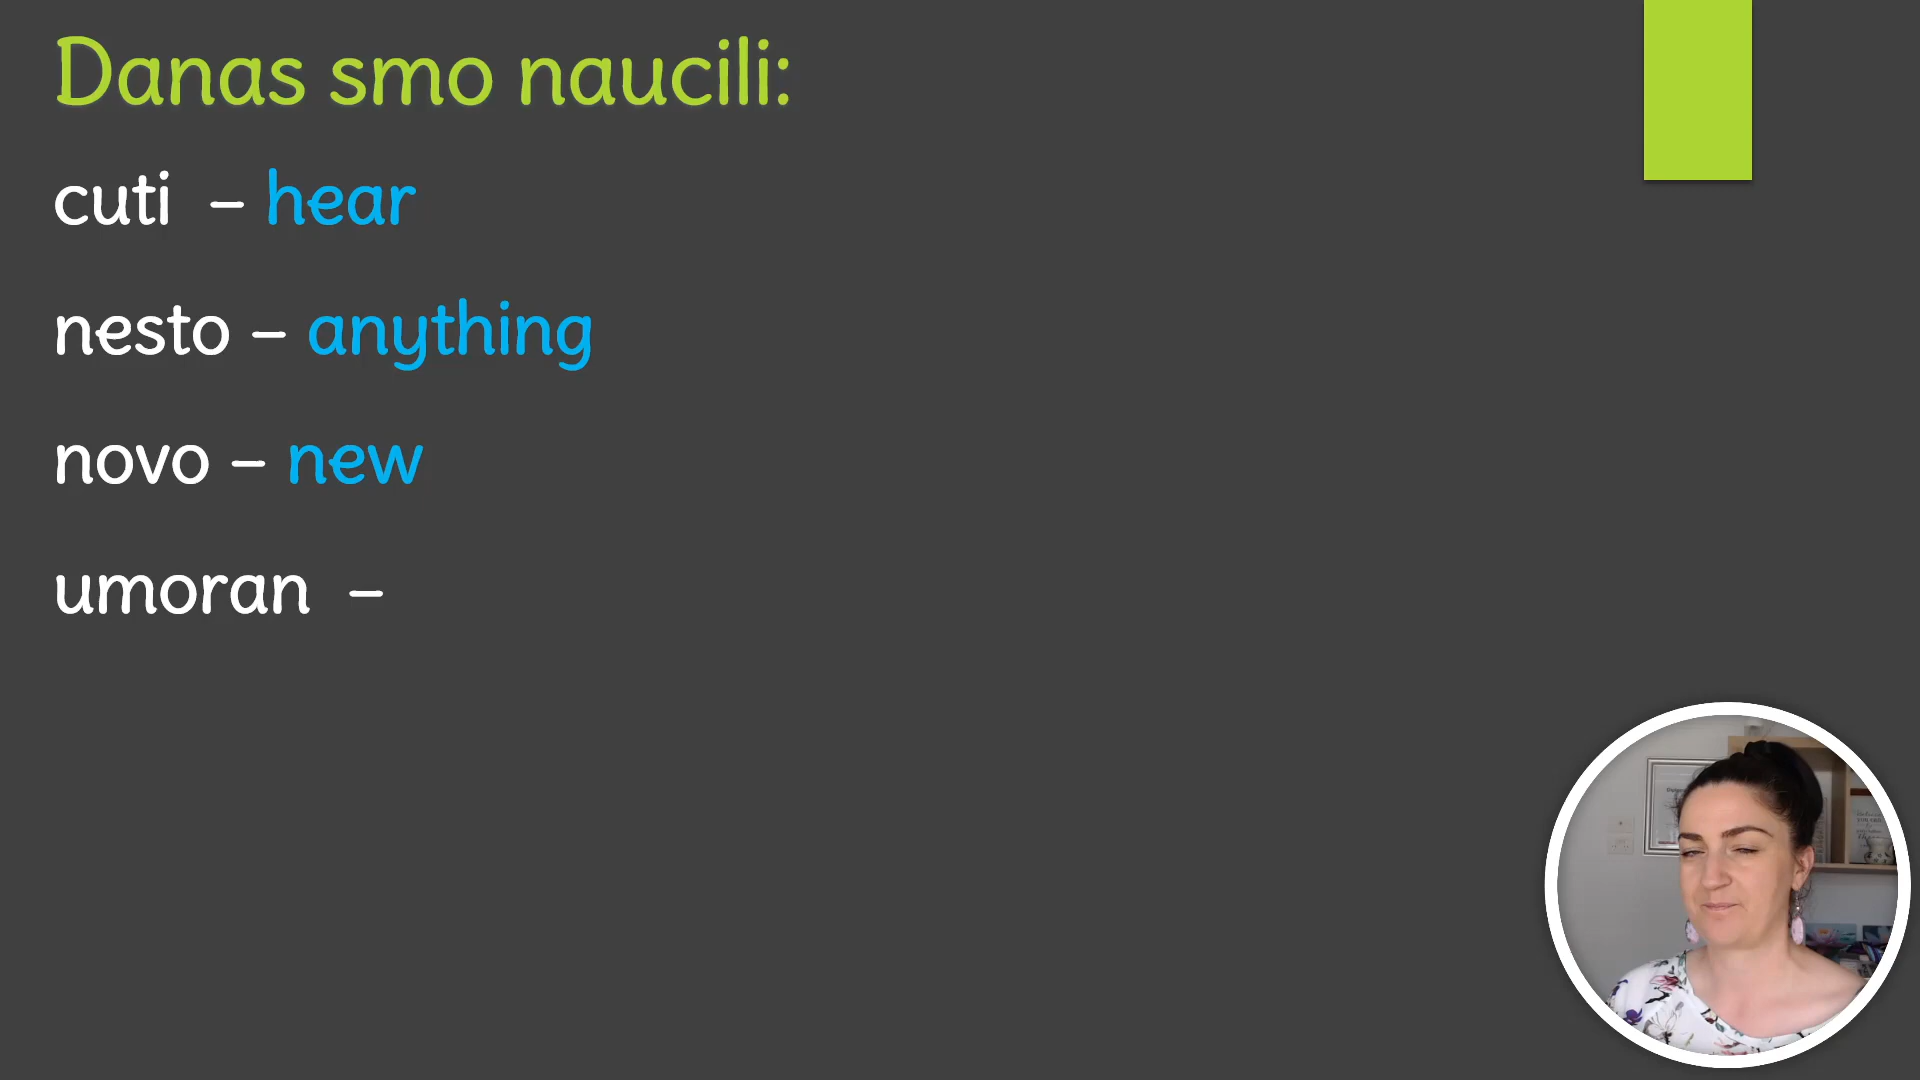 Danas smo naucili:
cuti – hear
nesto – anything
novo – new
umoran –